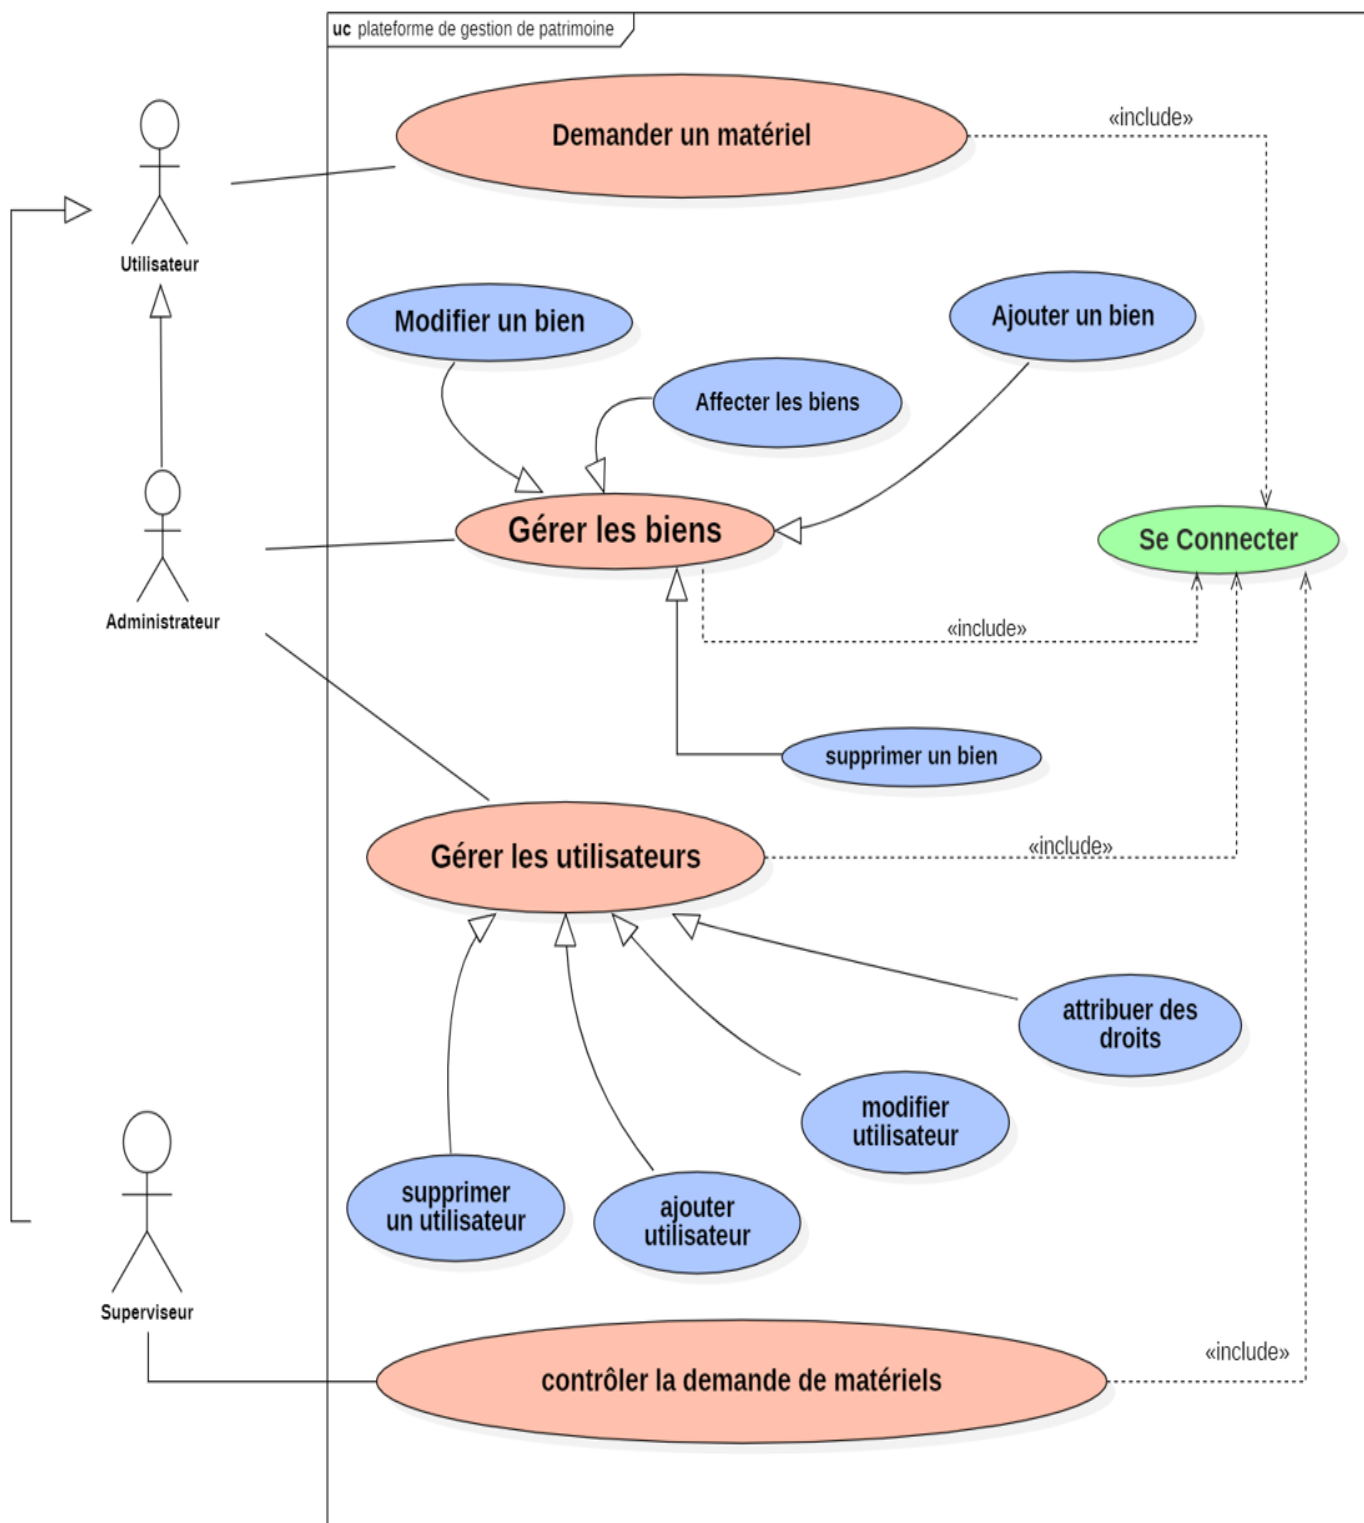 uc plateforme de gestion de patrimoine
Demander un matériel
«include»
Utilisateur
Modifier un bien
Ajouter un bien
Affecter les biens
Gérer les biens
Se Connecter
Administrateur
«include»
supprimer un bien
Gérer les utilisateurs
«include»
attribuer des
droits
modifier
utilisateur
supprimer
un utilisateur
ajouter
utilisateur
Superviseur
«include»
contrôler la demande de matériels